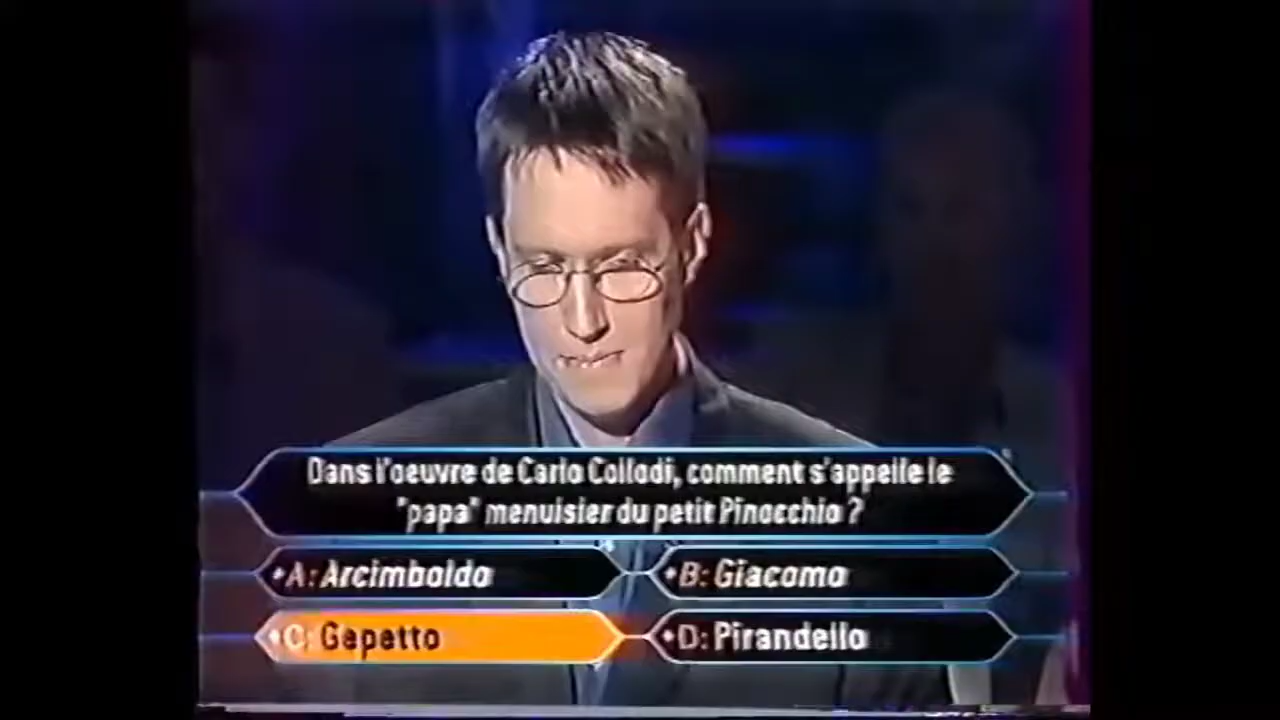 Dans l'oeuvre de Carlo Collodi, comment s'appelle le
"papa" menuisier du petit Pinocchio ?
A: Arcimboldo
B: Giacomo
C: Gepetto
D: Pirandello